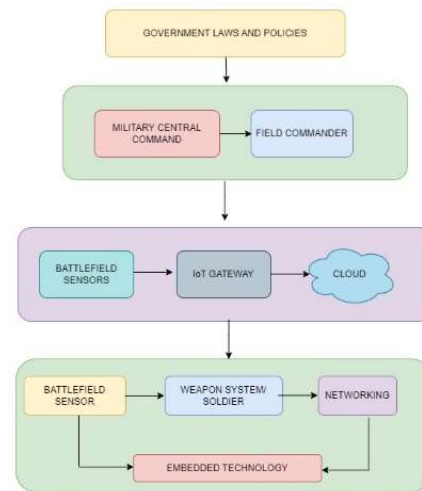 GOVERNMENT LAWS AND POLICIES
MILITARY CENTRAL
COMMAND
FIELD COMMANDER
BATTLEFIELD
SENSORS
IoT GATEWAY
CLOUD
BATTLEFIELD
SENSOR
WEAPON SYSTEM/
SOLDIER
NETWORKING
EMBEDDED TECHNOLOGY